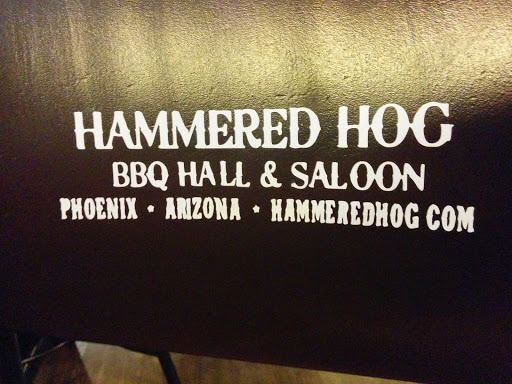 HAMMERED HOG
BBQ HALL & SALOON
PHOENIX • ARIZONA • HAMMEREDHOG COM